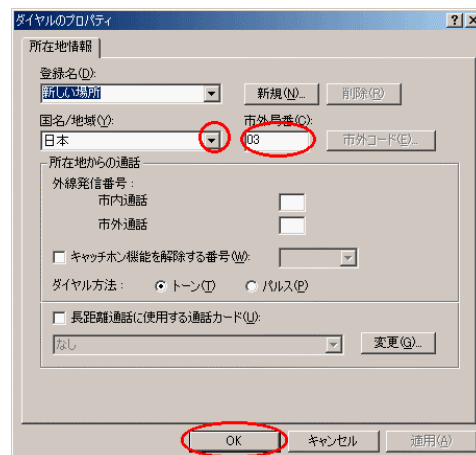 ダイヤルのプロパティ
所在地情報
登録名(D):
新しい場所 新規(N)... 削除(R)
国名/地域(Y): 市外局番(C):
日本 03 市外コード(E)...
所在地からの通話
外線発信番号:
市内通話
市外通話
キャッチホン機能を解除する番号(W):
ダイヤル方法: トーン(T) パルス(P)
長距離通話に使用する通話カード(U):
なし 変更(G)...
OK キャンセル 適用(A)